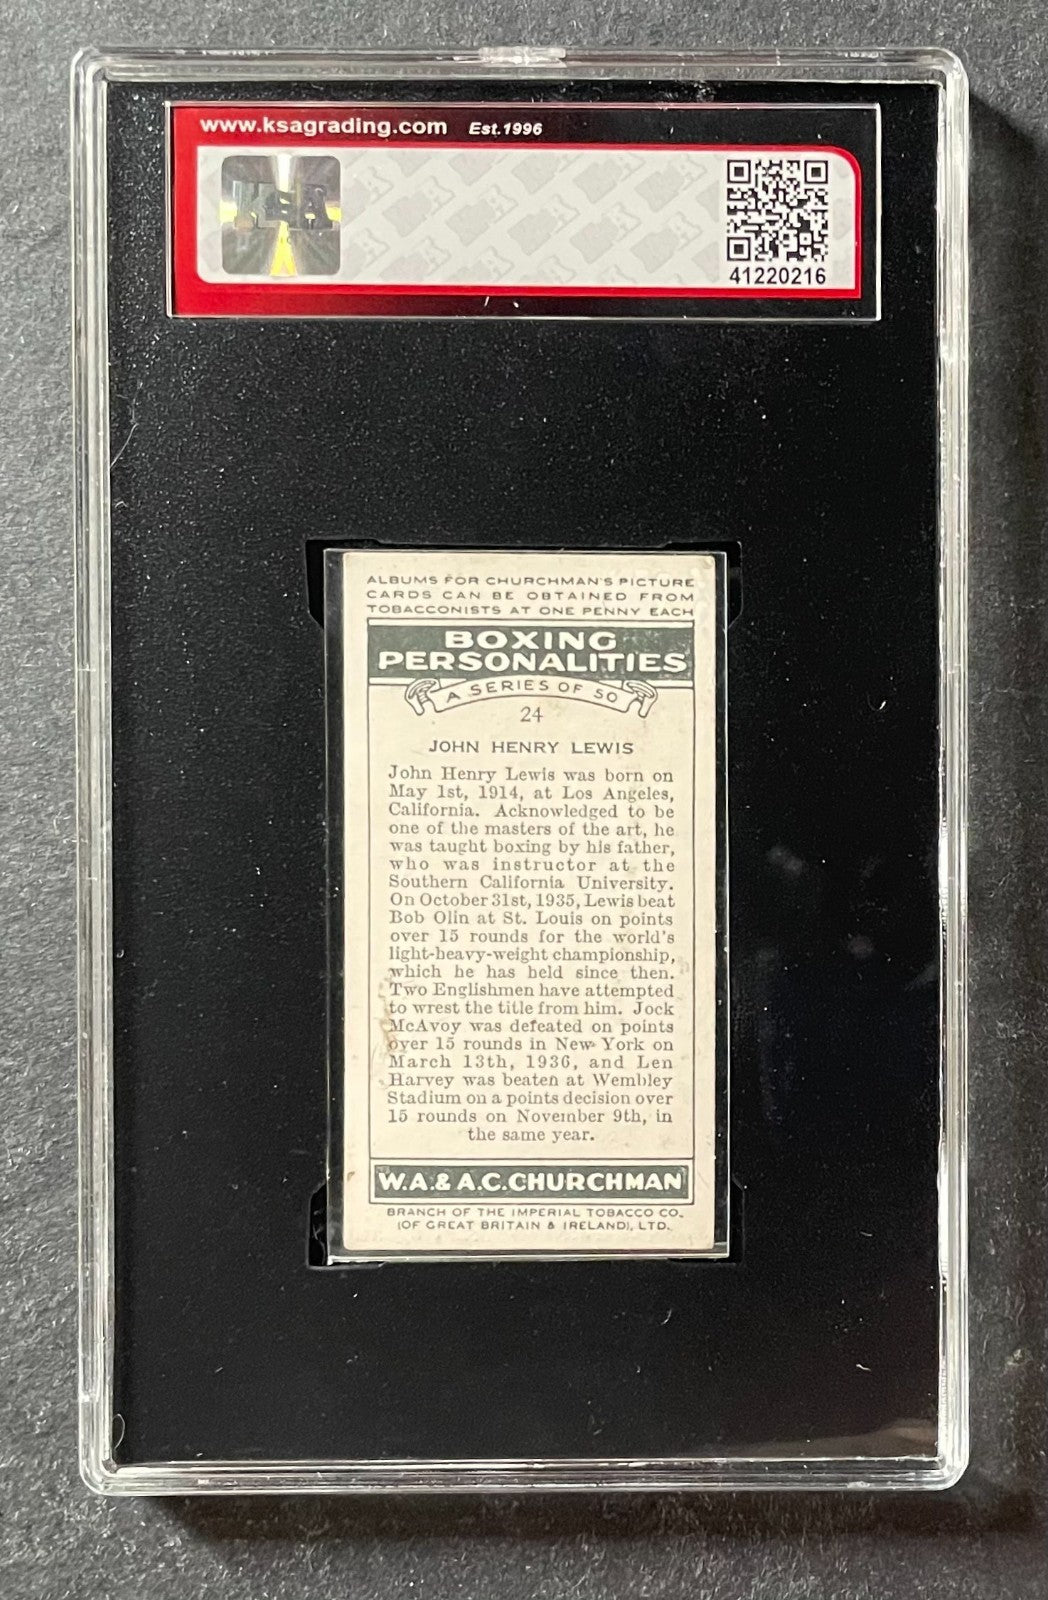 www.ksagrading.com Est.1996
KSA
41220216
ALBUMS FOR CHURCHMAN'S PICTURE
CARDS CAN BE OBTAINED FROM
TOBACCONISTS AT ONE PENNY EACH
BOXING
PERSONALITIES
A SERIES OF 50
24
JOHN HENRY LEWIS
John Henry Lewis was born on
May 1st, 1914, at Los Angeles,
California. Acknowledged to be
one of the masters of the art, he
was taught boxing by his father,
who was instructor at the
Southern California University.
On October 31st, 1935, Lewis beat
Bob Olin at St. Louis on points
over 15 rounds for the world's
light-heavy-weight championship,
which he has held since then.
Two Englishmen have attempted
to wrest the title from him. Jock
McAvoy was defeated on points
over 15 rounds in New York on
March 13th, 1936, and Len
Harvey was beaten at Wembley
Stadium on a points decision over
15 rounds on November 9th, in
the same year.
W.A. & A.C. CHURCHMAN
BRANCH OF THE IMPERIAL TOBACCO CO.
(OF GREAT BRITAIN & IRELAND), LTD.